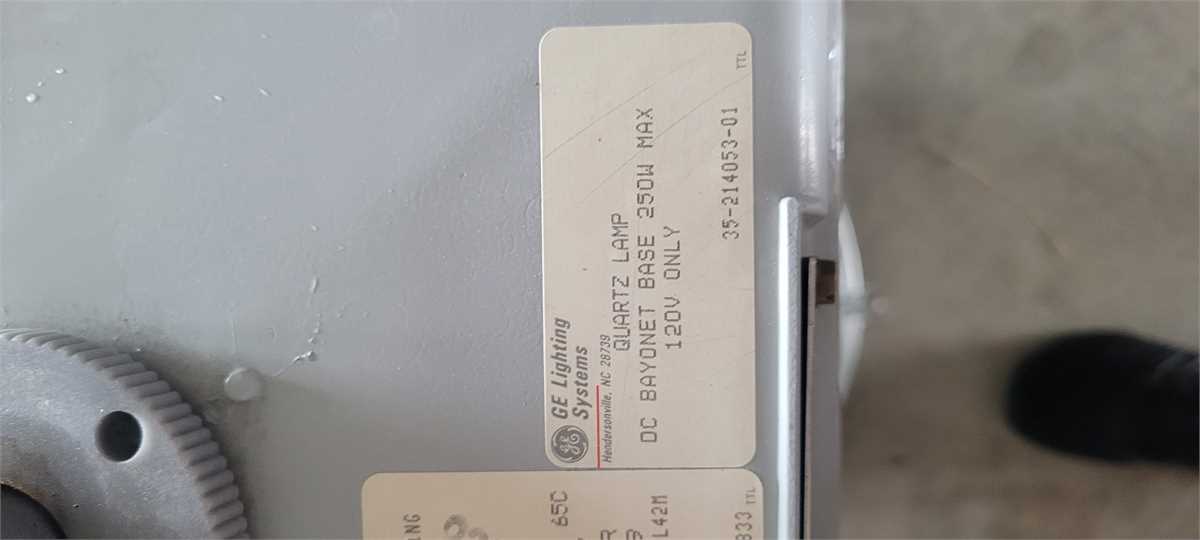 GE Lighting
Systems
Hendersonville, NC 28739
QUARTZ LAMP
DC BAYONET BASE 250W MAX
120V ONLY
35-214053-01
TTL
65C
L42M
833 TTL